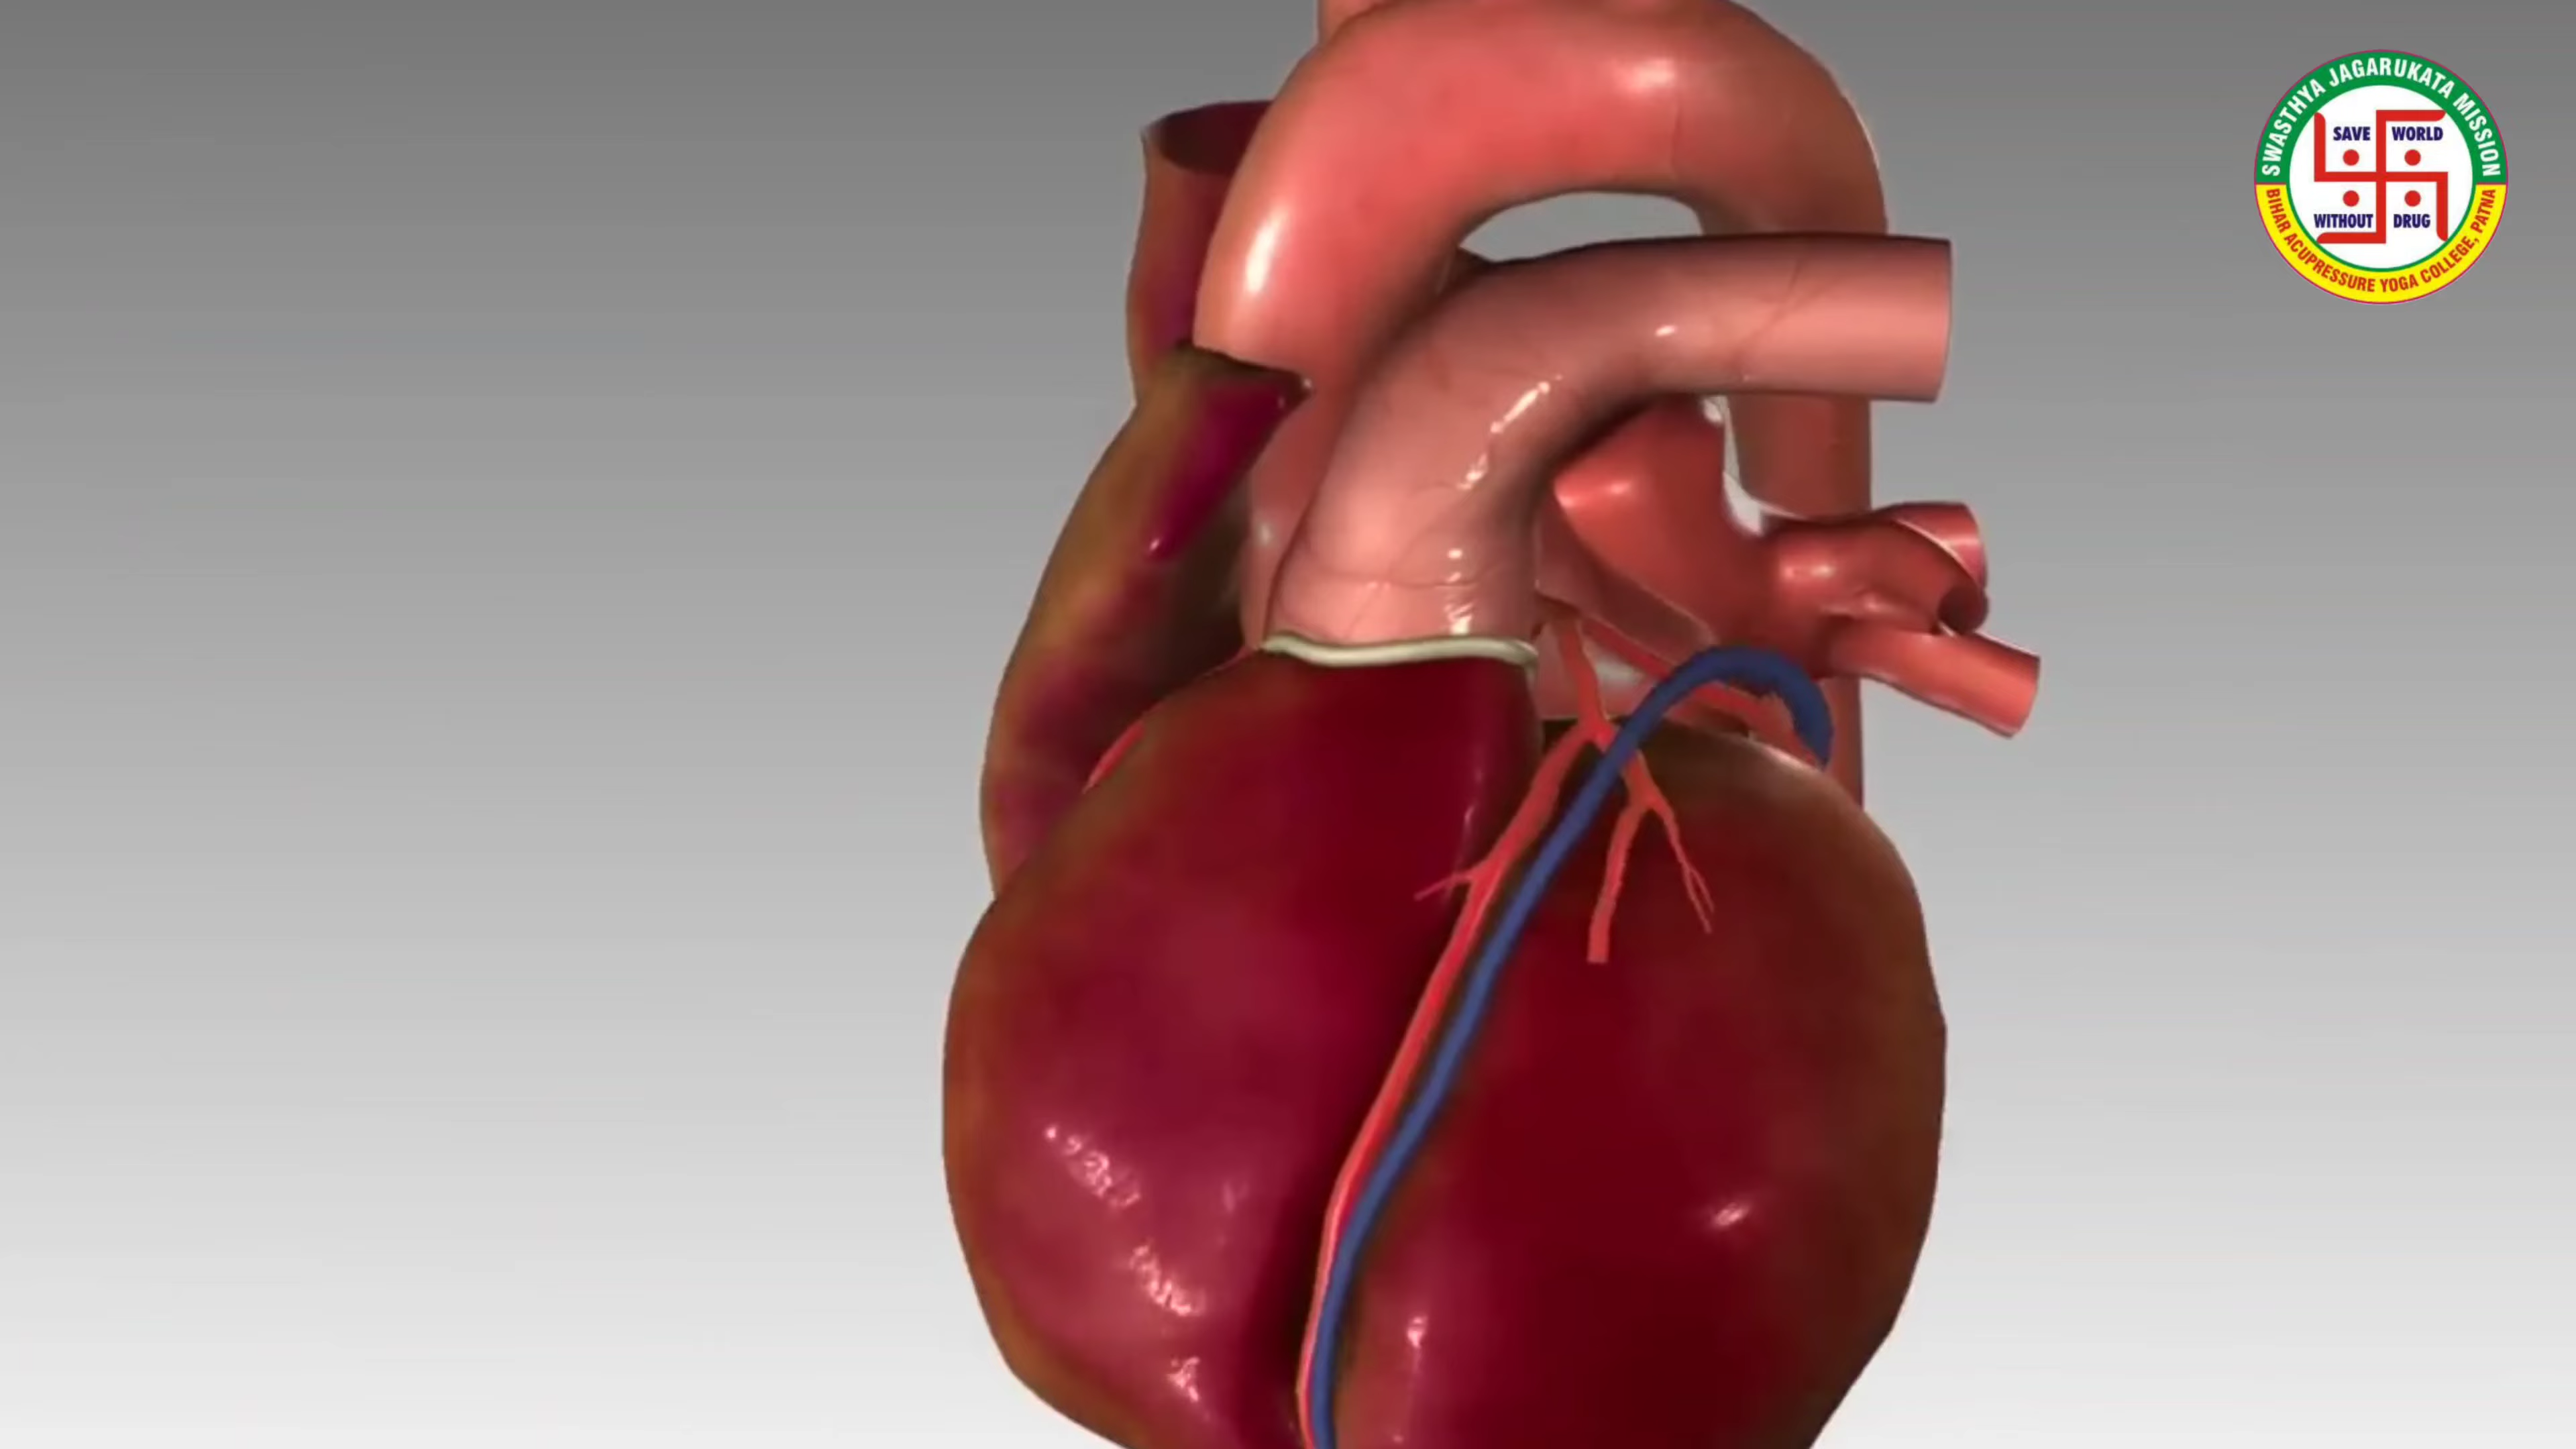 SWASTHYA JAGARUKATA MISSION
SAVE WORLD
WITHOUT DRUG
BIHAR ACUPRESSURE YOGA COLLEGE, PATNA